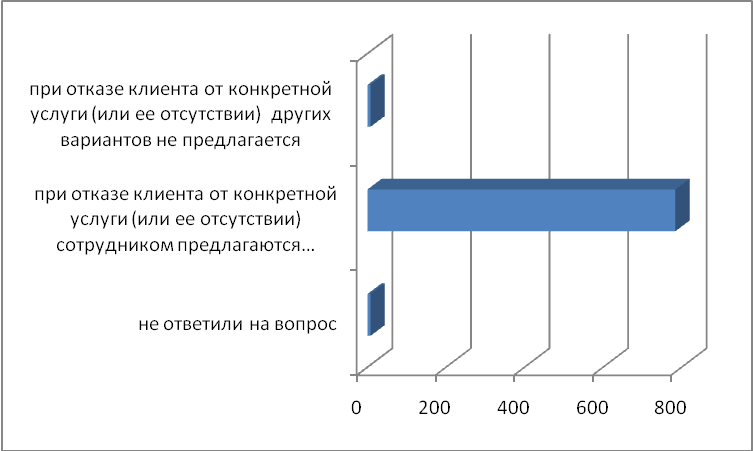 при отказе клиента от конкретной
услуги (или ее отсутствии) других
вариантов не предлагается
при отказе клиента от конкретной
услуги (или ее отсутствии)
сотрудником предлагаются...
не ответили на вопрос
0 200 400 600 800